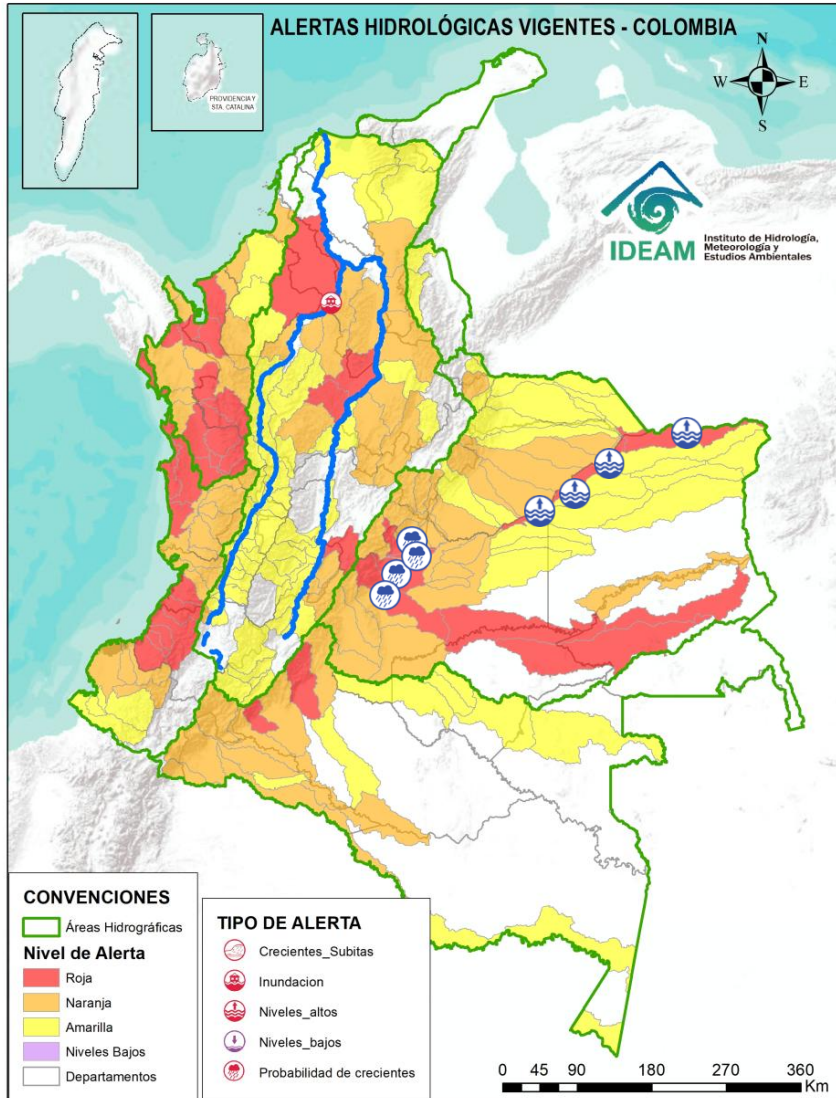 ALERTAS HIDROLÓGICAS VIGENTES - COLOMBIA
PROVIDENCIA Y
STA. CATALINA
N
W
E
S
IDEAM
Instituto de Hidrología,
Meteorología y
Estudios Ambientales
CONVENCIONES
Áreas Hidrográficas
Nivel de Alerta
Roja
Naranja
Amarilla
Niveles Bajos
Departamentos
TIPO DE ALERTA
Crecientes_Subitas
Inundacion
Niveles_altos
Niveles_bajos
Probabilidad de crecientes
0 45 90 180 270 360
Km